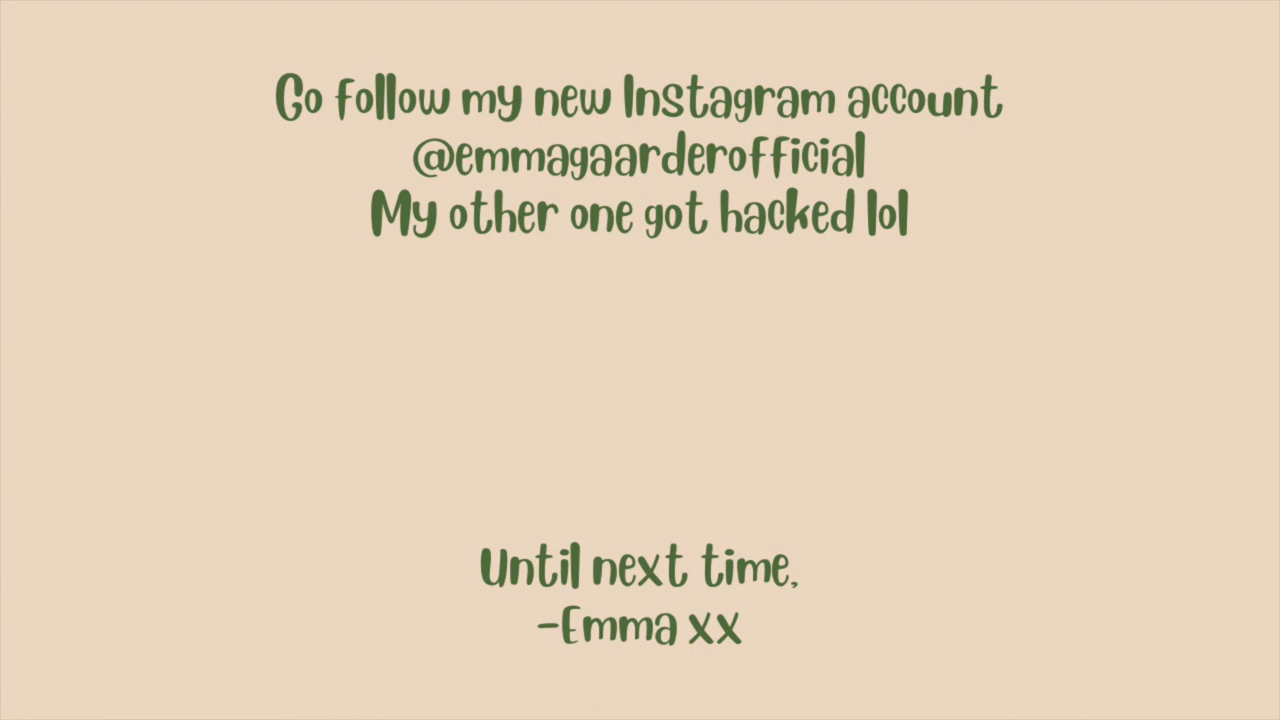 Go follow my new Instagram account
@emmagaarderofficial
My other one got hacked lol
Until next time,
-Emma xx